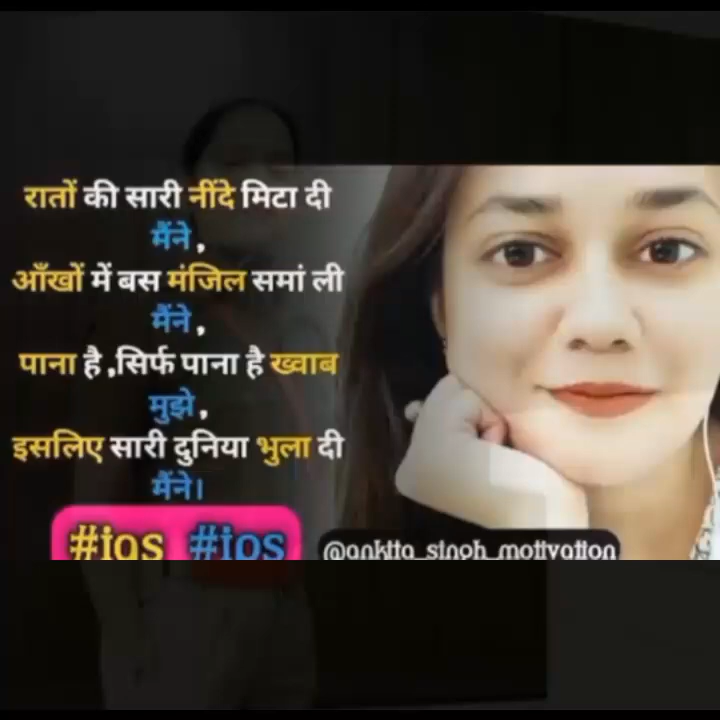 रातों की सारी नींदे मिटा दी
मैंने ,
आँखों में बस मंजिल समां ली
मैंने ,
पाना है ,सिर्फ पाना है ख्वाब
मुझे ,
इसलिए सारी दुनिया भुला दी
मैंने।
#ias #ips
@ankita_singh_motivation